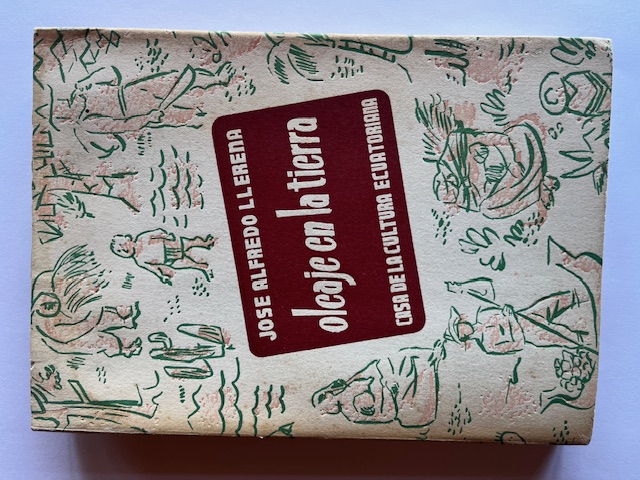 JOSE ALFREDO LLERENA
oleaje en la tierra
CASA DE LA CULTURA ECUATORIANA